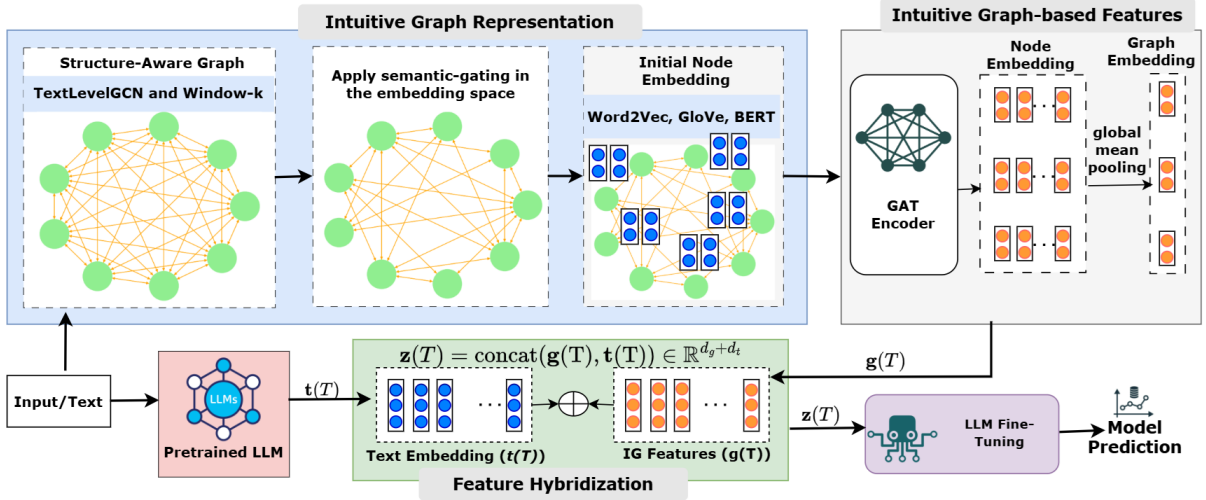 Intuitive Graph Representation
Intuitive Graph-based Features
Structure-Aware Graph
TextLevelGCN and Window-k
Apply semantic-gating in
the embedding space
Initial Node
Embedding
Word2Vec, GloVe, BERT
GAT
Encoder
Node
Embedding
global
mean
pooling
Graph
Embedding
Input/Text
LLMs
Pretrained LLM
t(T)
z(T) = concat(g(T), t(T)) ∈ ℝ^{d_g+d_t}
Text Embedding (t(T))
IG Features (g(T))
Feature Hybridization
g(T)
z(T)
LLM Fine-
Tuning
Model
Prediction